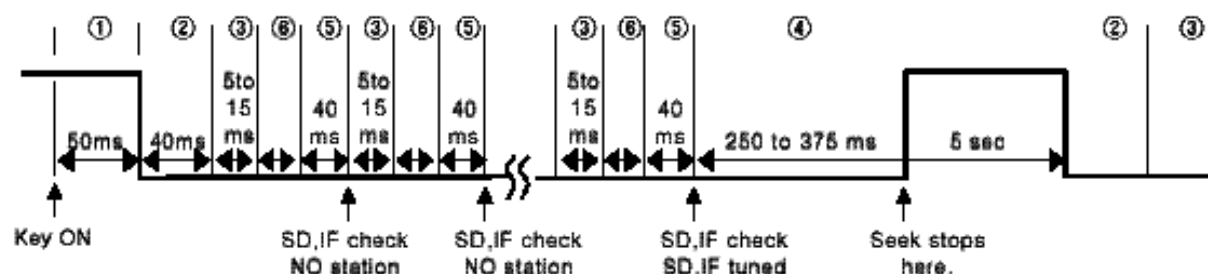 ① ② ③ ⑥ ⑤ ③ ⑥ ⑤ ③ ⑥ ⑤ ④ ② ③
5to 5to 5to
15 40 15 40 15 40
50ms 40ms ms ms ms ms ms ms 250 to 375 ms 5 sec
Key ON SD,IF check SD,IF check SD,IF check Seek stops
NO station NO station SD,IF tuned here.